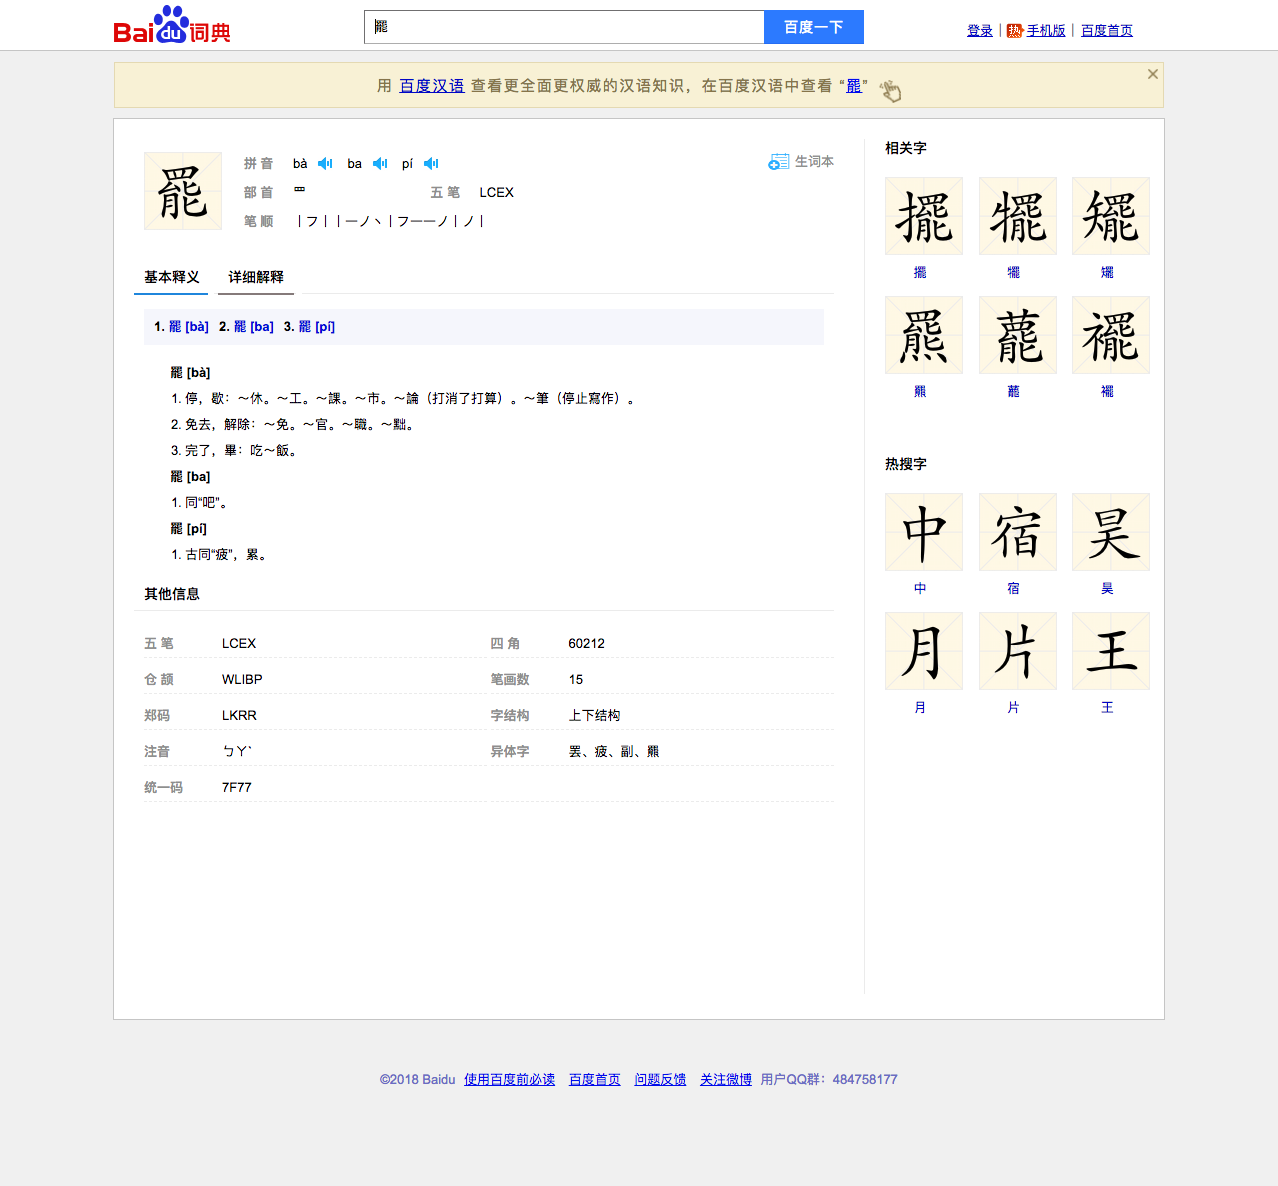 Bai du 词典
罷
百度一下
登录 | 热 手机版 | 百度首页
用 百度汉语 查看更全面更权威的汉语知识，在百度汉语中查看 “罷”
罷
拼 音 bà ba pí
生词本
部 首 罒 五 笔 LCEX
笔 顺 丨フ丨丨一ノ丶丨フ一一ノ丨ノ丨
基本释义 详细解释
1. 罷 [bà] 2. 罷 [ba] 3. 罷 [pí]
罷 [bà]
1. 停，歇：～休。～工。～課。～市。～論（打消了打算）。～筆（停止寫作）。
2. 免去，解除：～免。～官。～職。～黜。
3. 完了，畢：吃～飯。
罷 [ba]
1. 同“吧”。
罷 [pí]
1. 古同“疲”，累。
其他信息
五 笔 LCEX 四 角 60212
仓 颉 WLIBP 笔画数 15
郑码 LKRR 字结构 上下结构
注音 ㄅㄚˋ 异体字 罢、疲、副、羆
统一码 7F77
相关字
擺 犤 矲
擺 犤 矲
羆 藣 襬
羆 藣 襬
热搜字
中 宿 昊
中 宿 昊
月 片 王
月 片 王
©2018 Baidu 使用百度前必读 百度首页 问题反馈 关注微博 用户QQ群：484758177